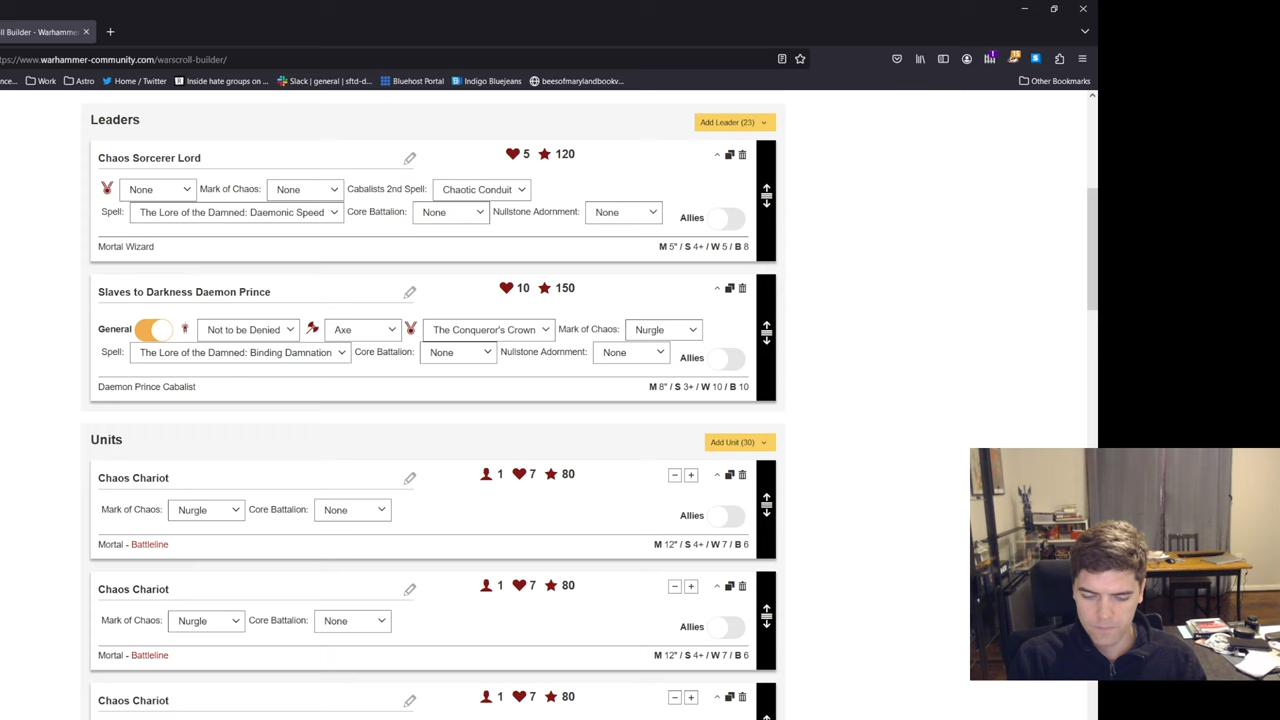 ll Builder - Warhammer
ttps://www.warhammer-community.com/warscroll-builder/
nce... Work Astro Home / Twitter Inside hate groups on ... Slack | general | sftd-d... Bluehost Portal Indigo Bluejeans beesofmarylandbookv...
Other Bookmarks
Leaders
Add Leader (23)
Chaos Sorcerer Lord 5 120
None Mark of Chaos: None Cabalists 2nd Spell: Chaotic Conduit
Spell: The Lore of the Damned: Daemonic Speed Core Battalion: None Nullstone Adornment: None Allies
Mortal Wizard M 5" / S 4+ / W 5 / B 8
Slaves to Darkness Daemon Prince 10 150
General Not to be Denied Axe The Conqueror's Crown Mark of Chaos: Nurgle
Spell: The Lore of the Damned: Binding Damnation Core Battalion: None Nullstone Adornment: None Allies
Daemon Prince Cabalist M 8" / S 3+ / W 10 / B 10
Units
Add Unit (30)
Chaos Chariot 1 7 80
Mark of Chaos: Nurgle Core Battalion: None
Allies
Mortal - Battleline M 12" / S 4+ / W 7 / B 6
Chaos Chariot 1 7 80
Mark of Chaos: Nurgle Core Battalion: None
Allies
Mortal - Battleline M 12" / S 4+ / W 7 / B 6
Chaos Chariot 1 7 80